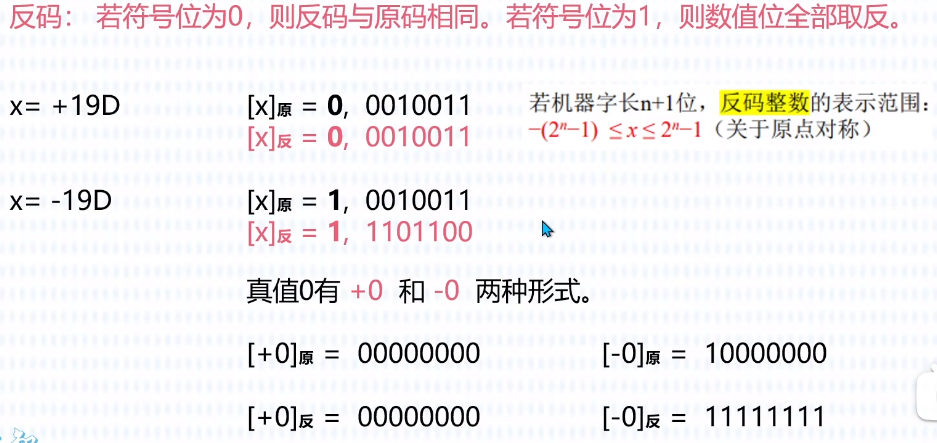 反码：若符号位为0，则反码与原码相同。若符号位为1，则数值位全部取反。
x= +19D
[x]原 = 0，0010011
[x]反 = 0，0010011
若机器字长n+1位，反码整数的表示范围：
−(2ⁿ−1) ≤ x ≤ 2ⁿ−1（关于原点对称）
x= -19D
[x]原 = 1，0010011
[x]反 = 1，1101100
真值0有 +0 和 -0 两种形式。
[+0]原 = 00000000
[-0]原 = 10000000
[+0]反 = 00000000
[-0]反 = 11111111